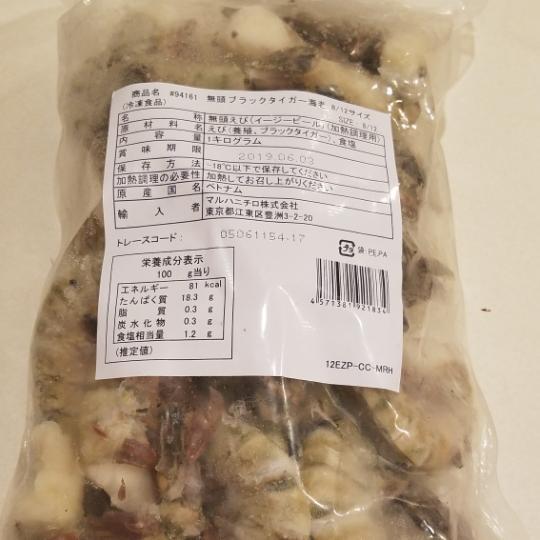 商品名 #94161 無頭ブラックタイガー海老 8/12サイズ
(冷凍食品) SIZE : 8/12
名称 無頭えび(イージーピール)(加熱調理用)
原材料名 えび(養殖、ブラックタイガー)、食塩
内容量 1キログラム
賞味期限 2019.06.03
保存方法 -18℃以下で保存してください
加熱調理の必要性 加熱してお召し上がりください
原産国名 ベトナム
輸入者 マルハニチロ株式会社
東京都江東区豊洲3-2-20
トレースコード: 05061154.17
プラ 袋:PE,PA
栄養成分表示
100 g当り
エネルギー 81 kcal
たんぱく質 18.3 g
脂質 0.3 g
炭水化物 0.3 g
食塩相当量 1.2 g
(推定値)
4571381921834
12EZP-CC-MRH